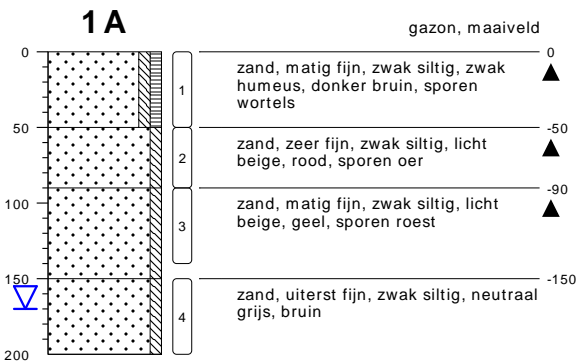 1 A
gazon, maaiveld
0
0
1
zand, matig fijn, zwak siltig, zwak
humeus, donker bruin, sporen
wortels
50
-50
2
zand, zeer fijn, zwak siltig, licht
beige, rood, sporen oer
-90
100
3
zand, matig fijn, zwak siltig, licht
beige, geel, sporen roest
150
-150
4
zand, uiterst fijn, zwak siltig, neutraal
grijs, bruin
200